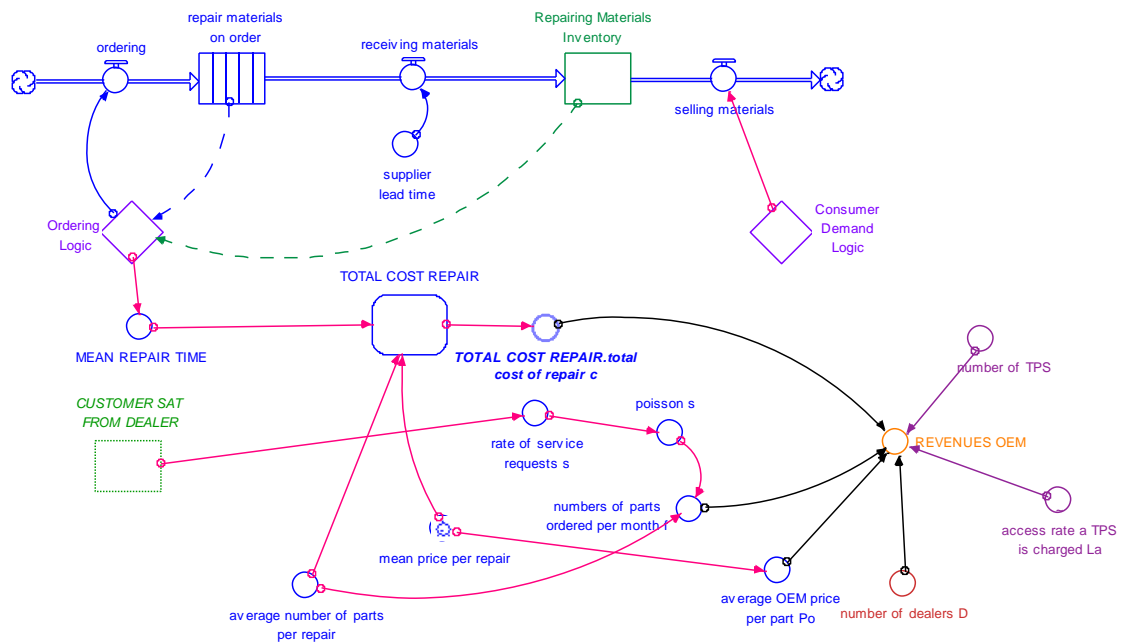 repair materials
on order
Repairing Materials
Inventory
ordering
receiving materials
selling materials
supplier
lead time
Ordering
Logic
Consumer
Demand
Logic
TOTAL COST REPAIR
MEAN REPAIR TIME
TOTAL COST REPAIR.total
cost of repair c
number of TPS
CUSTOMER SAT
FROM DEALER
poisson s
rate of service
requests s
REVENUES OEM
numbers of parts
ordered per month f
access rate a TPS
is charged La
mean price per repair
average number of parts
per repair
average OEM price
per part Po
number of dealers D